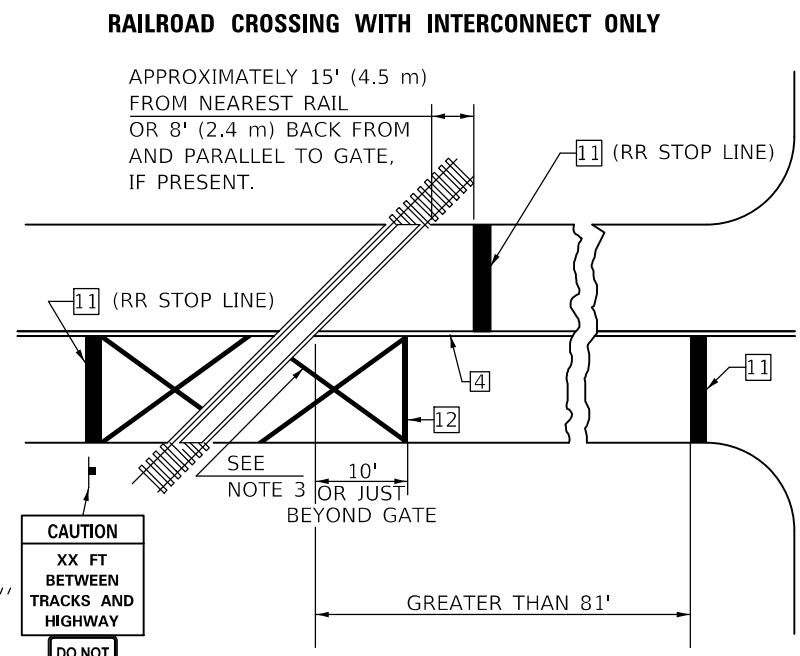 RAILROAD CROSSING WITH INTERCONNECT ONLY
APPROXIMATELY 15' (4.5 m)
FROM NEAREST RAIL
OR 8' (2.4 m) BACK FROM
AND PARALLEL TO GATE,
IF PRESENT.
11 (RR STOP LINE)
11 (RR STOP LINE)
4
11
12
SEE
NOTE 3
10'
OR JUST
BEYOND GATE
CAUTION
XX FT
BETWEEN
TRACKS AND
HIGHWAY
DO NOT
GREATER THAN 81'